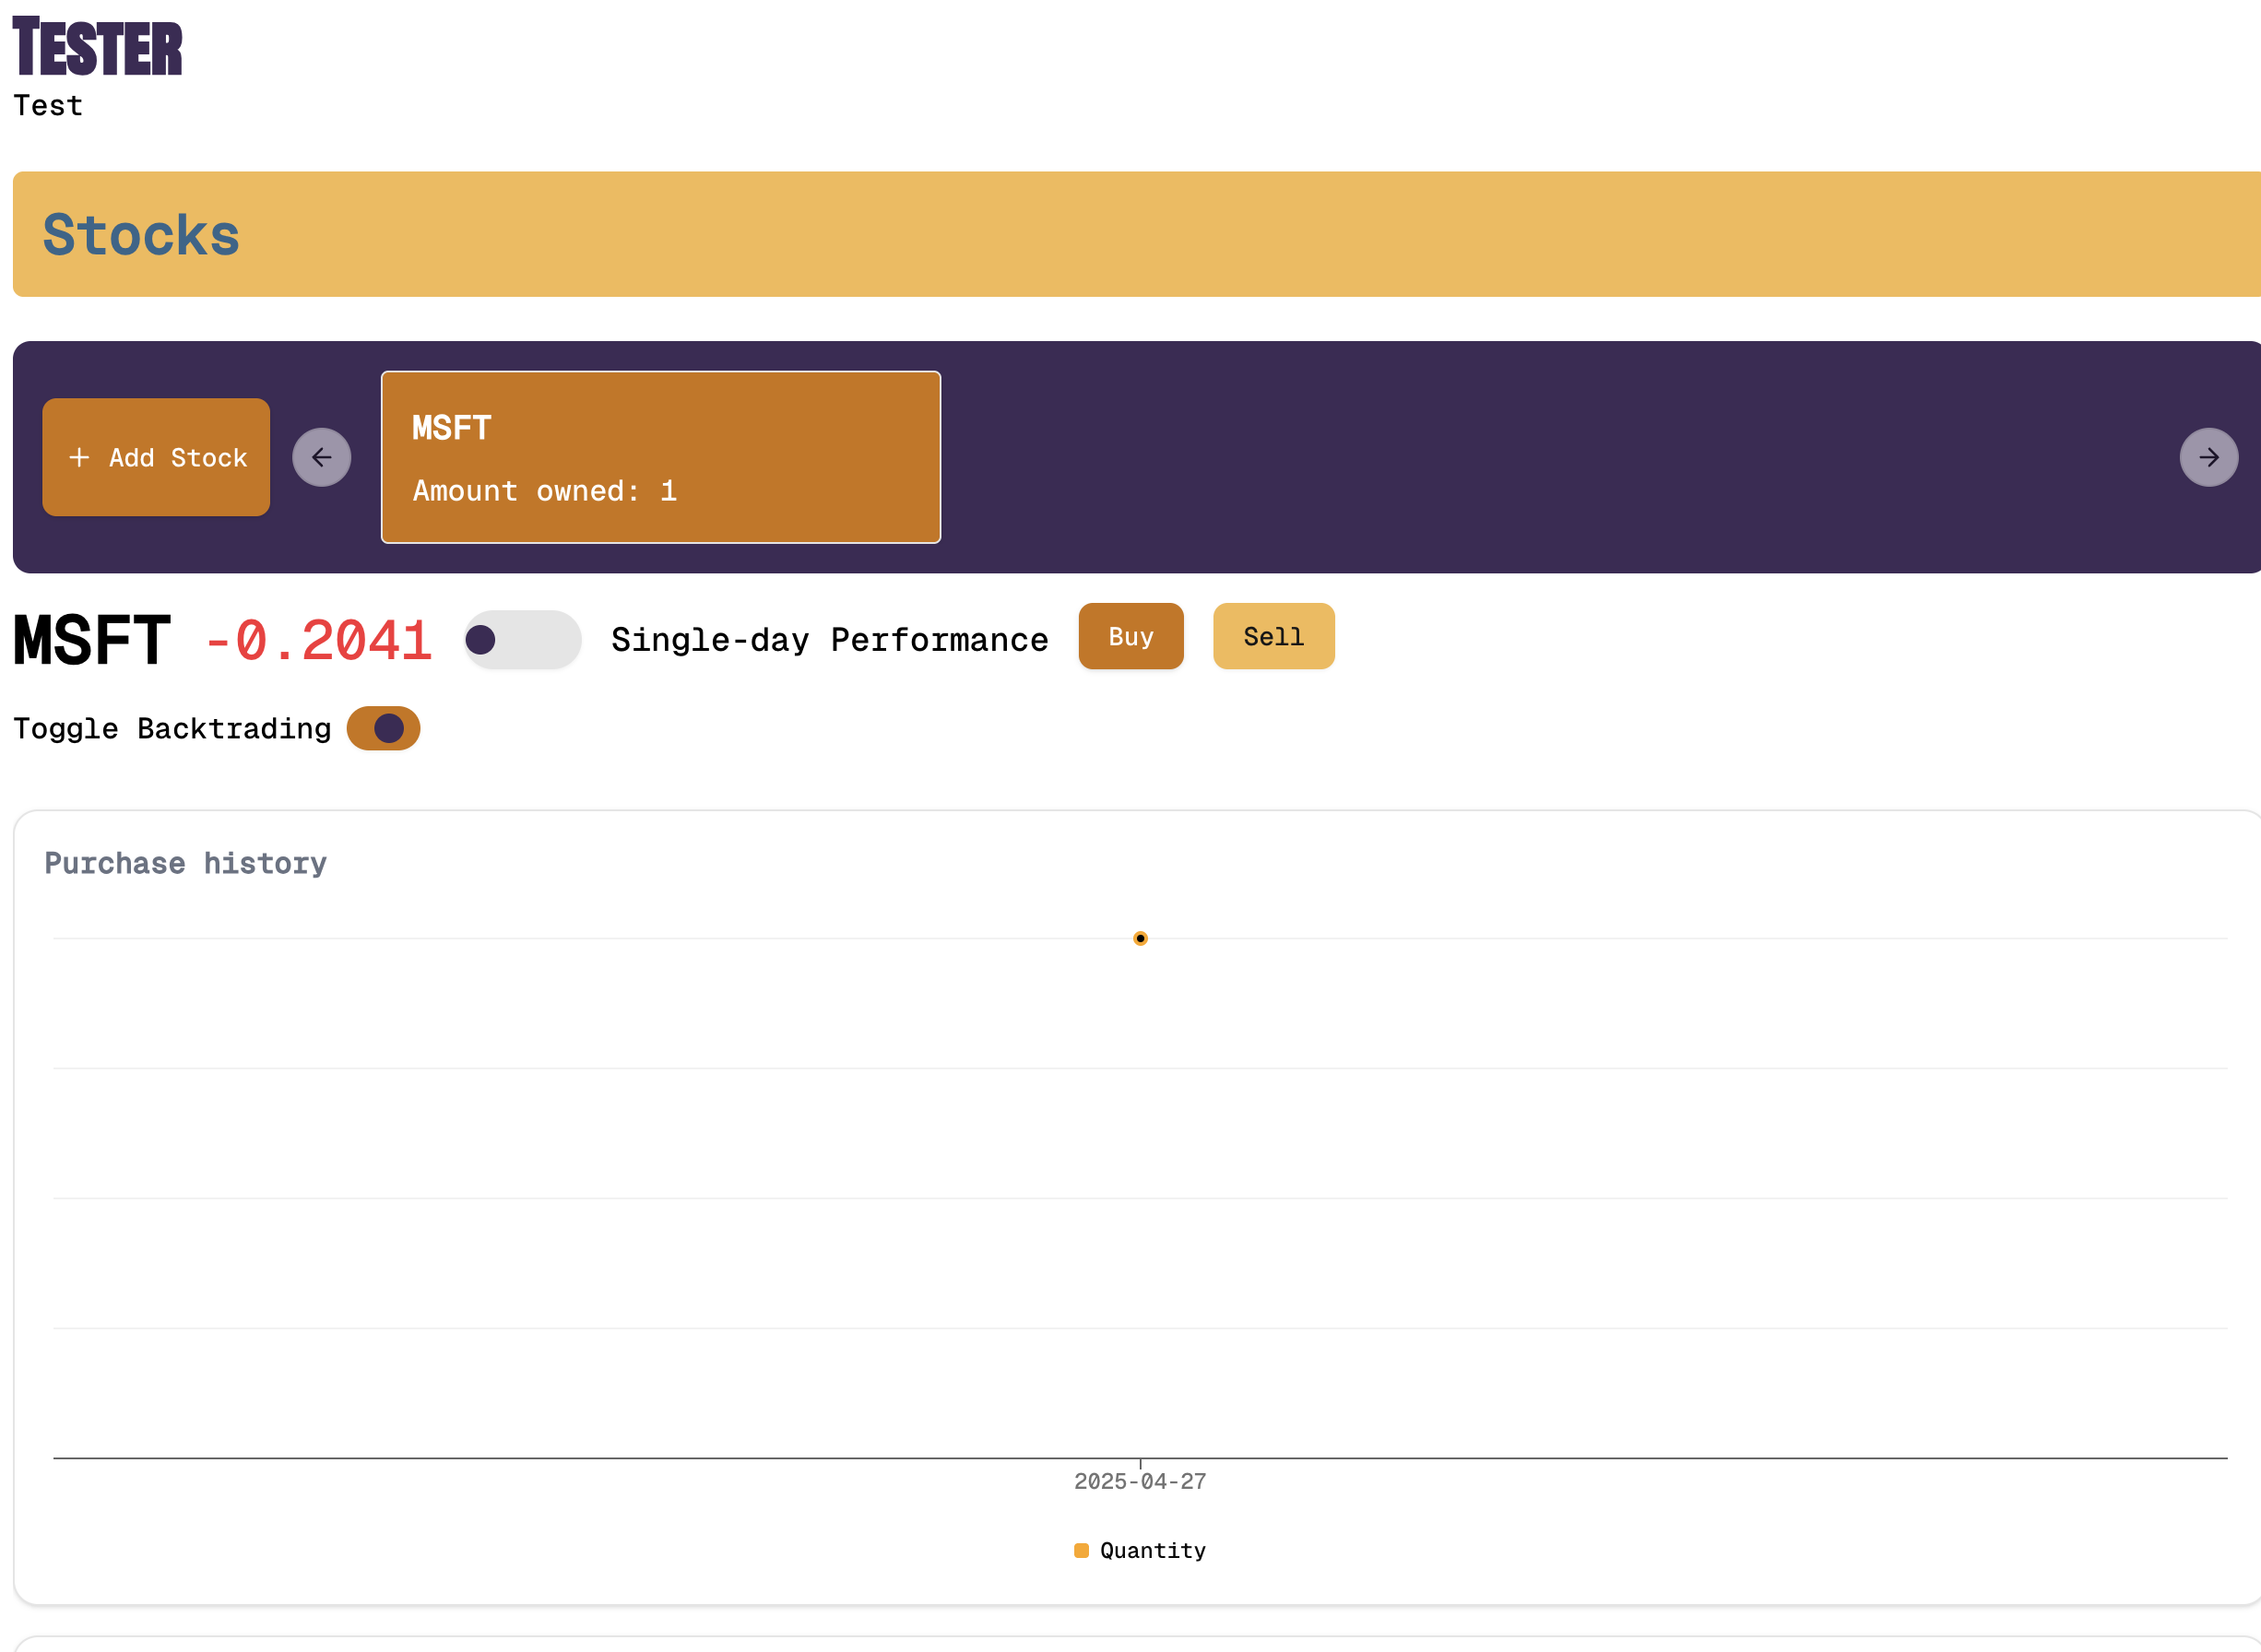 TESTER
Test
Stocks
+ Add Stock
MSFT
Amount owned: 1
MSFT -0.2041 Single-day Performance Buy Sell
Toggle Backtrading
Purchase history
2025-04-27
Quantity